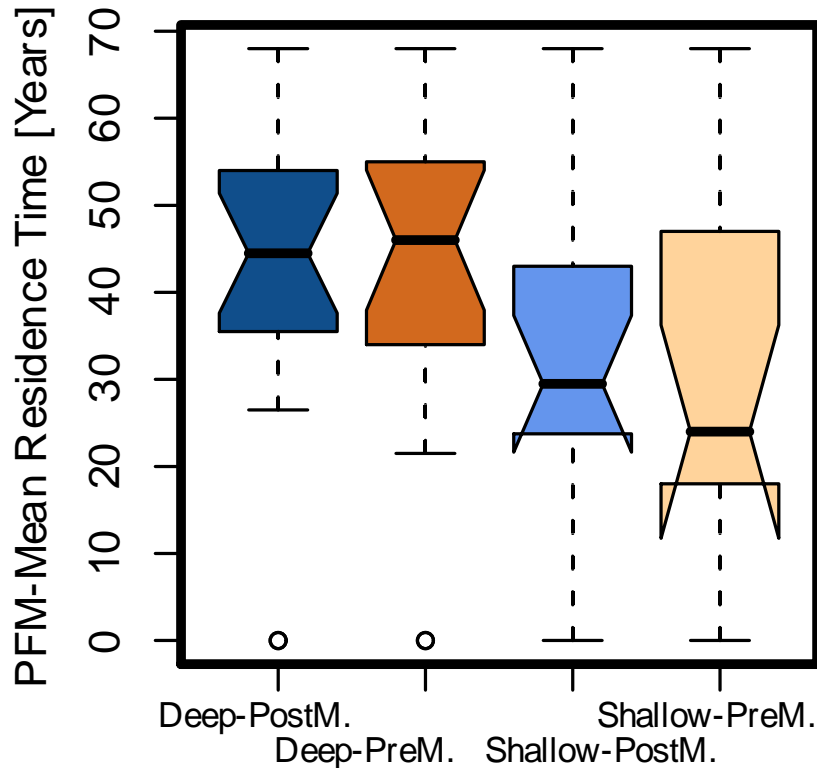 PFM-Mean Residence Time [Years]
70
60
50
40
30
20
10
0
Deep-PostM.
Deep-PreM.
Shallow-PostM.
Shallow-PreM.